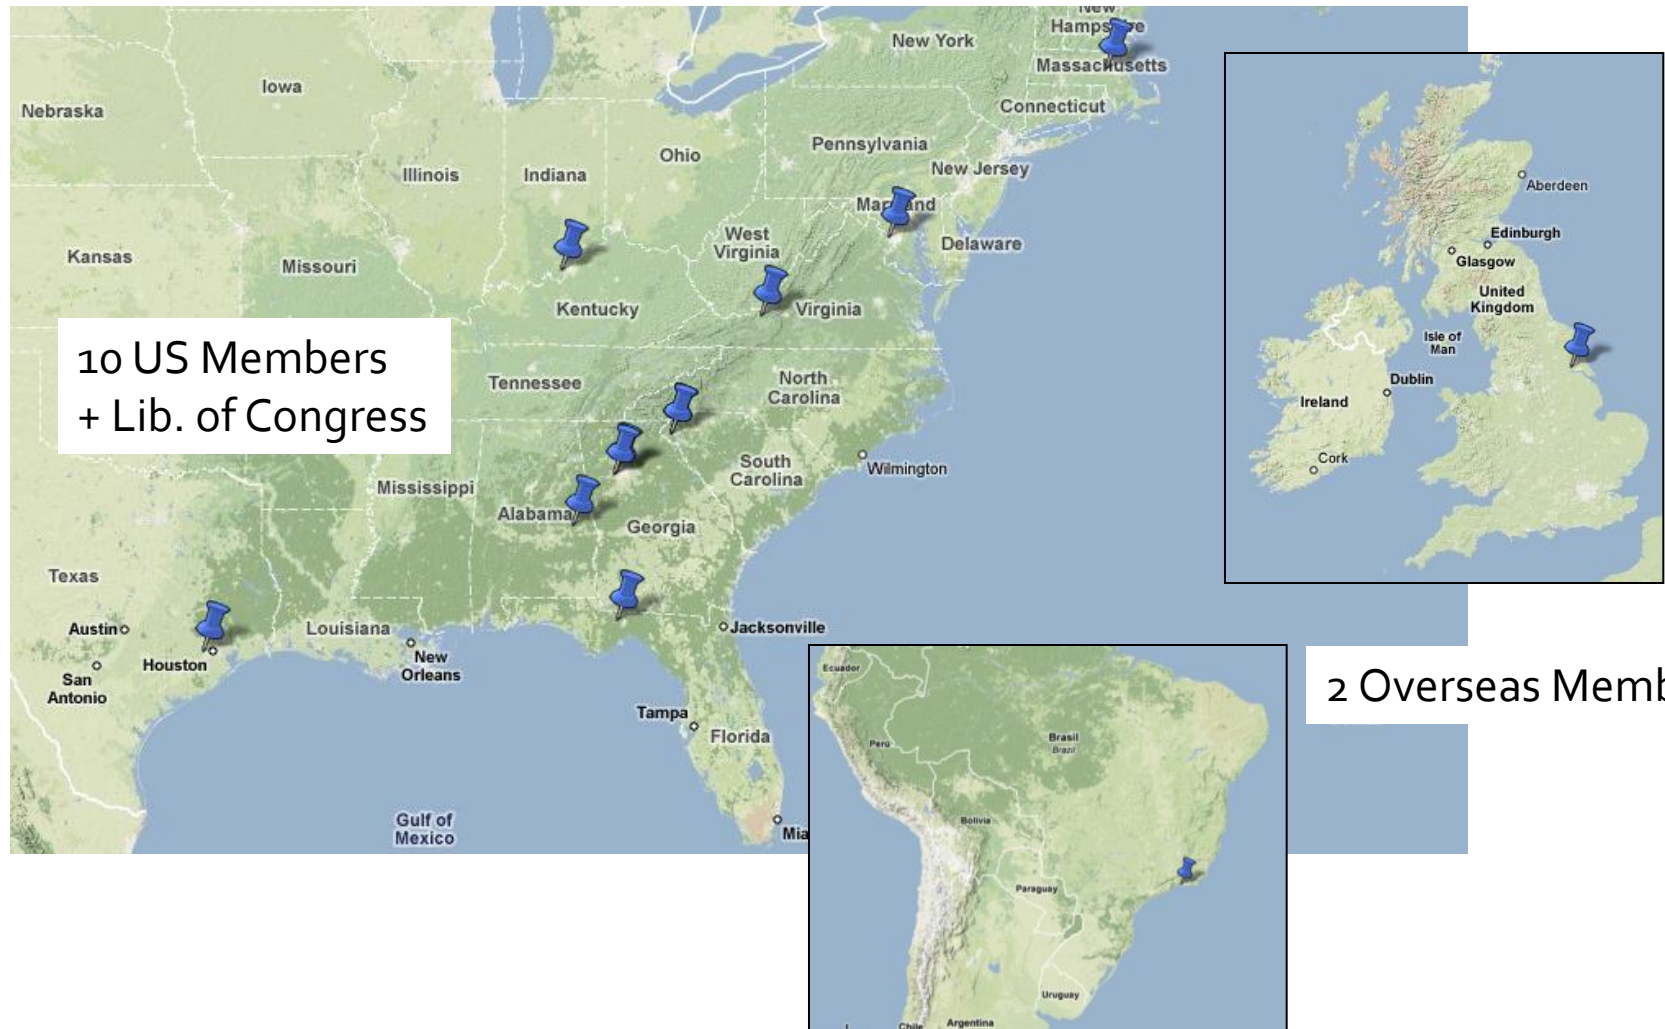 New
Hampshire
New York
Massachusetts
Iowa
Nebraska
Connecticut
Pennsylvania
Ohio
New Jersey
Illinois
Indiana
Maryland
West
Virginia
Delaware
Kansas
Missouri
Kentucky
Virginia
10 US Members
+ Lib. of Congress
Tennessee
North
Carolina
South
Carolina
Wilmington
Mississippi
Alabama
Georgia
Texas
Austin
Louisiana
Jacksonville
Houston
New
Orleans
San
Antonio
Tampa
Florida
Gulf of
Mexico
Mia
Aberdeen
Edinburgh
Glasgow
United
Kingdom
Isle of
Man
Dublin
Ireland
Cork
2 Overseas Memb
Ecuador
Peru
Brasil
Brazil
Bolivia
Paraguay
Uruguay
Chile
Argentina